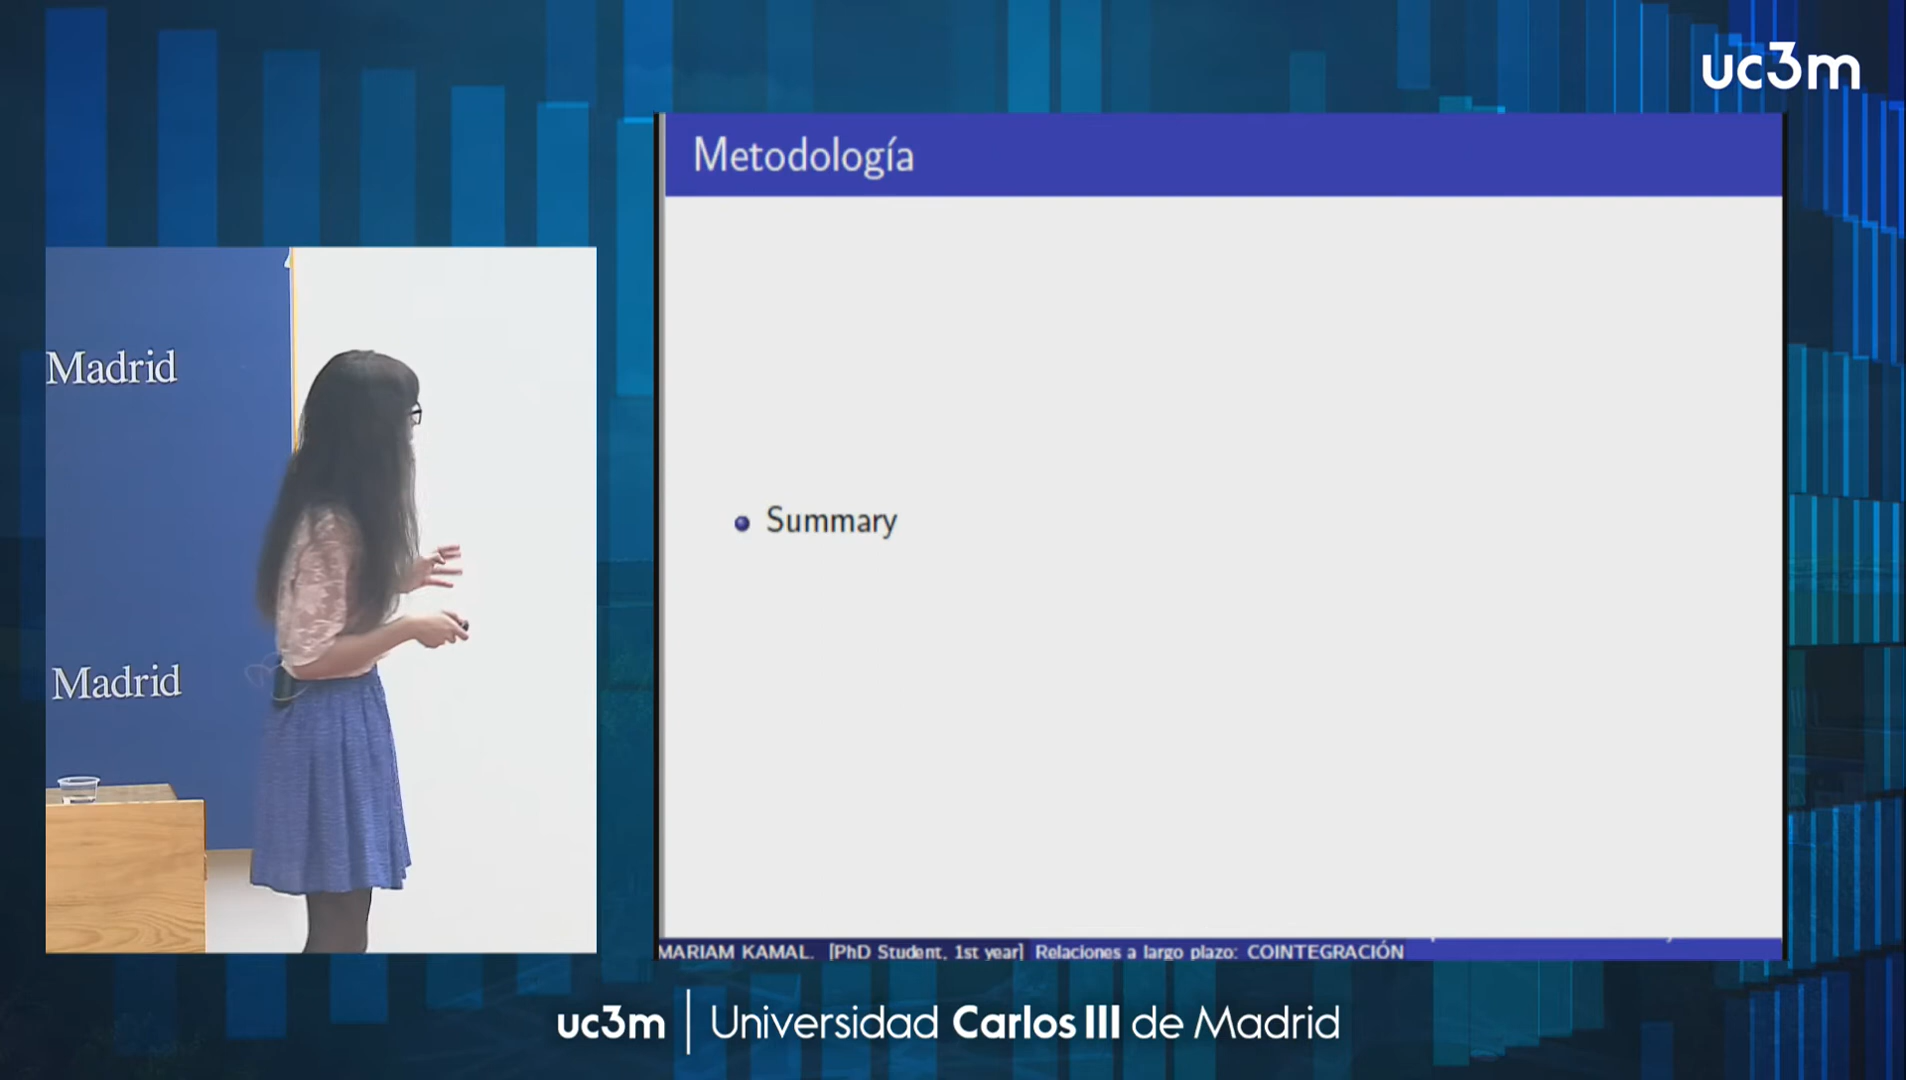 uc3m
Metodología
Madrid
Summary
Madrid
MARIAM KAMAL. [PhD Student, 1st year] Relaciones a largo plazo: COINTEGRACIÓN
uc3m | Universidad Carlos III de Madrid